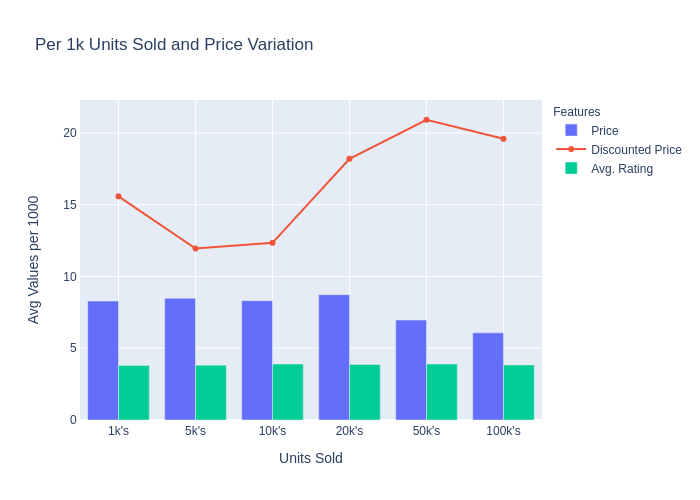 Per 1k Units Sold and Price Variation
Features
Price
Discounted Price
Avg. Rating
Avg Values per 1000
20
15
10
5
0
1k's
5k's
10k's
20k's
50k's
100k's
Units Sold